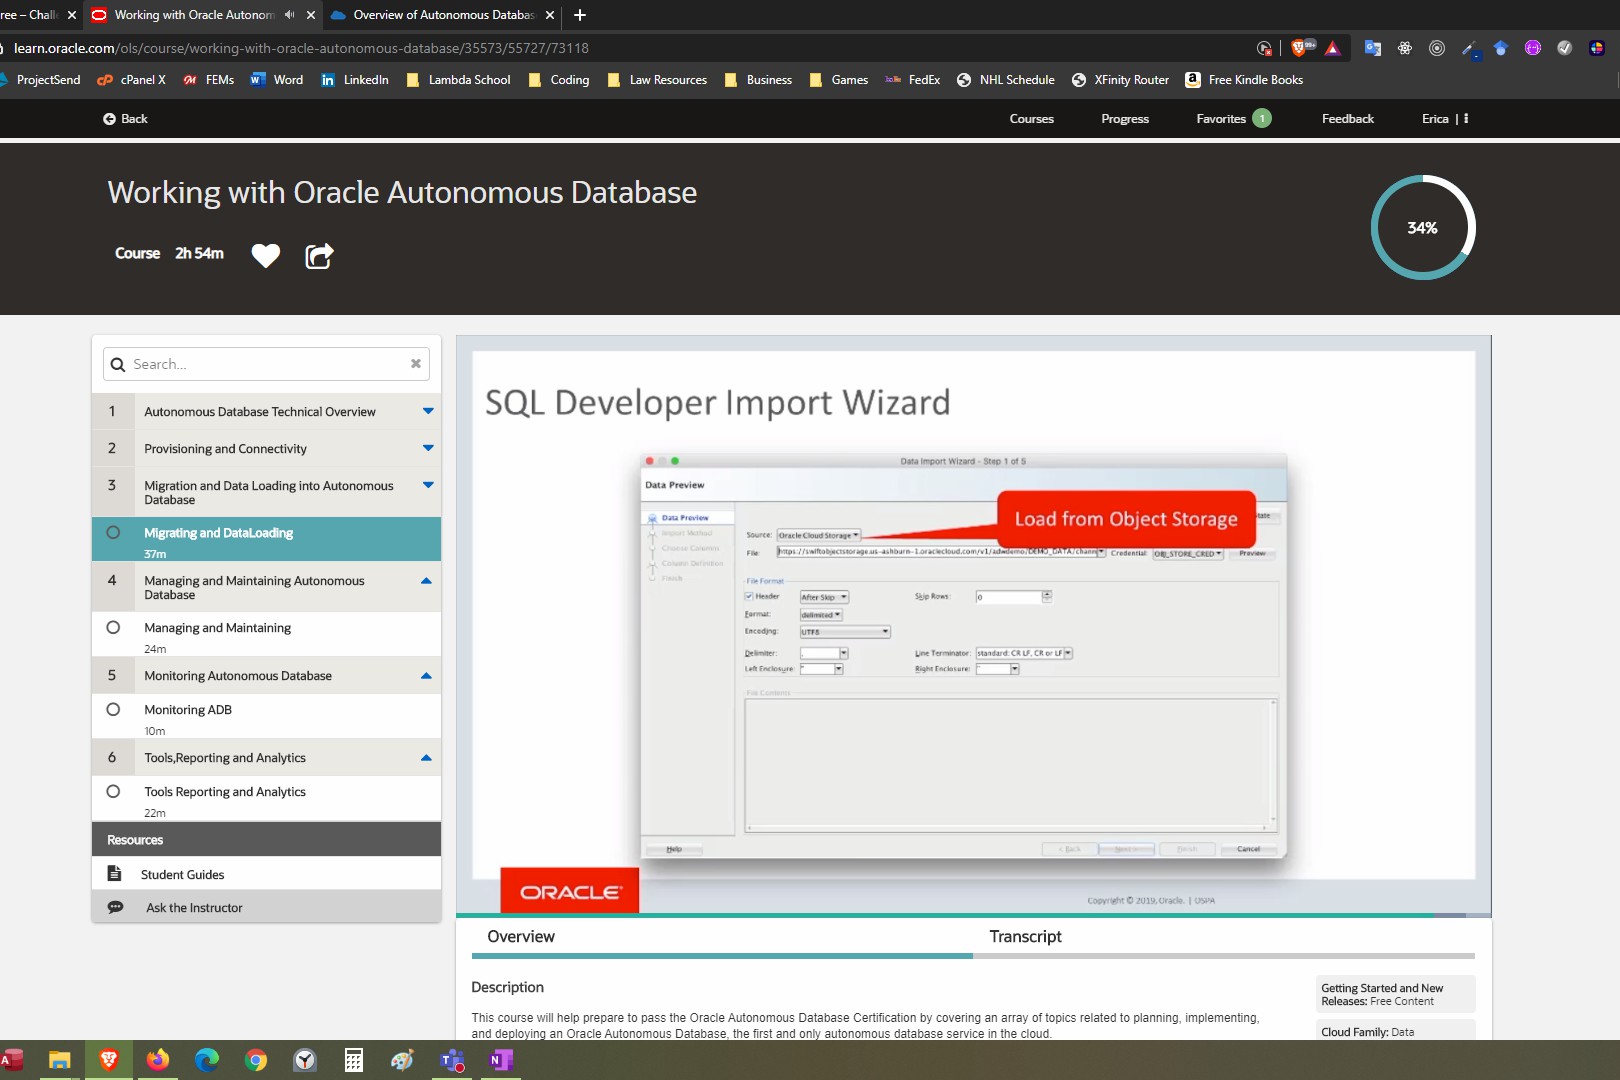 ree – Chall
Working with Oracle Autonom
Overview of Autonomous Databas
learn.oracle.com/ols/course/working-with-oracle-autonomous-database/35573/55727/73118
99+
ProjectSend
cPanel X
FEMs
Word
LinkedIn
Lambda School
Coding
Law Resources
Business
Games
FedEx
NHL Schedule
XFinity Router
Free Kindle Books
Back
Courses
Progress
Favorites 1
Feedback
Erica |
Working with Oracle Autonomous Database
Course 2h 54m
34%
Search...
1 Autonomous Database Technical Overview
2 Provisioning and Connectivity
3 Migration and Data Loading into Autonomous
Database
Migrating and DataLoading
37m
4 Managing and Maintaining Autonomous
Database
Managing and Maintaining
24m
5 Monitoring Autonomous Database
Monitoring ADB
10m
6 Tools,Reporting and Analytics
Tools Reporting and Analytics
22m
Resources
Student Guides
Ask the Instructor
SQL Developer Import Wizard
Data Import Wizard - Step 1 of 5
Data Preview
Data Preview
Import Method
Choose Columns
Column Definition
Finish
Load from Object Storage
Source: Oracle Cloud Storage
File: https://swiftobjectstorage.us-ashburn-1.oraclecloud.com/v1/adwdemo/DEMO_DATA/chann Credential: OBJ_STORE_CRED Preview
File Format
Header After Skip Skip Rows: 0
Format: delimited
Encoding: UTF8
Delimiter: , Line Terminator: standard: CR LF, CR or LF
Left Enclosure: " Right Enclosure: "
File Contents
Help < Back Next > Finish Cancel
ORACLE
Copyright © 2019, Oracle. | OSPA
Overview
Transcript
Description
This course will help prepare to pass the Oracle Autonomous Database Certification by covering an array of topics related to planning, implementing,
and deploying an Oracle Autonomous Database, the first and only autonomous database service in the cloud.
Getting Started and New
Releases: Free Content
Cloud Family: Data